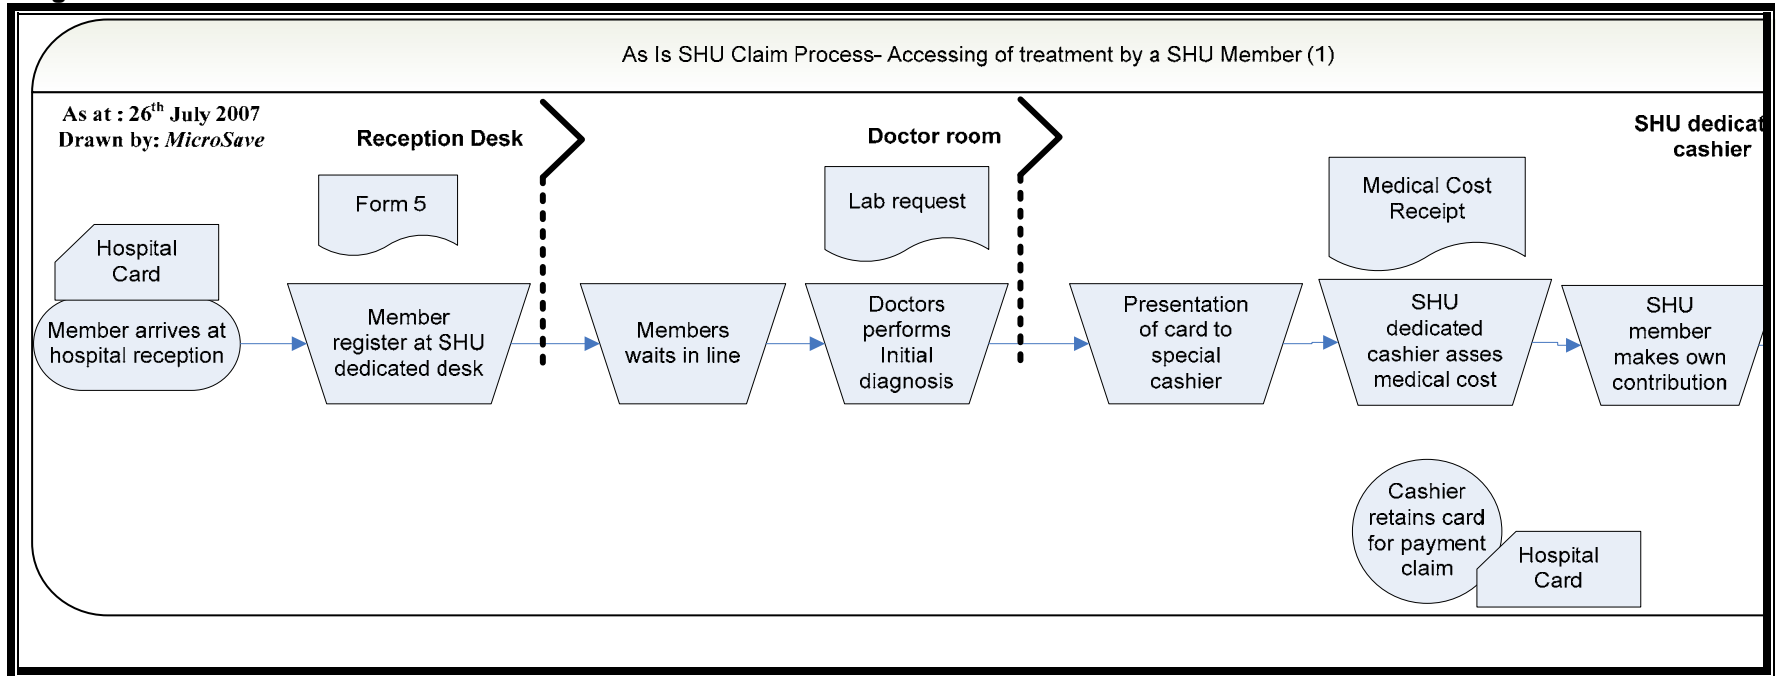 As Is SHU Claim Process- Accessing of treatment by a SHU Member (1)
As at : 26th July 2007
Drawn by: MicroSave
Reception Desk
Doctor room
SHU dedicat
cashier
Form 5
Lab request
Medical Cost
Receipt
Hospital
Card
Member arrives at
hospital reception
Member
register at SHU
dedicated desk
Members
waits in line
Doctors
performs
Initial
diagnosis
Presentation
of card to
special
cashier
SHU
dedicated
cashier asses
medical cost
SHU
member
makes own
contribution
Cashier
retains card
for payment
claim
Hospital
Card